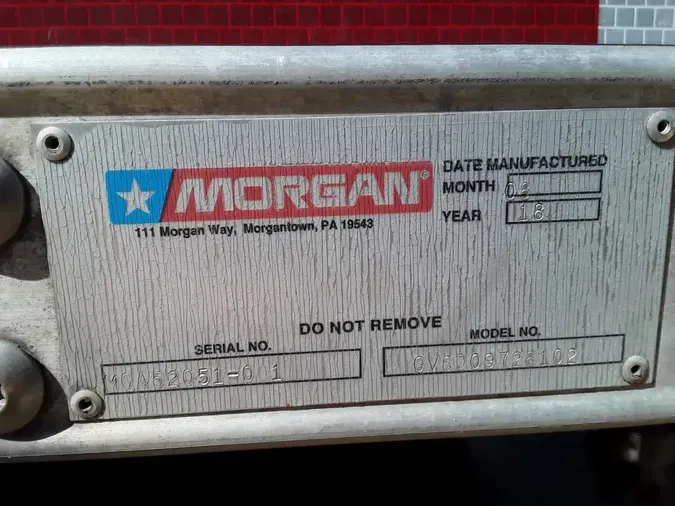 MORGAN®
111 Morgan Way, Morgantown, PA 19543
DATE MANUFACTURED
MONTH 03
YEAR 18
DO NOT REMOVE
SERIAL NO.
MODEL NO.